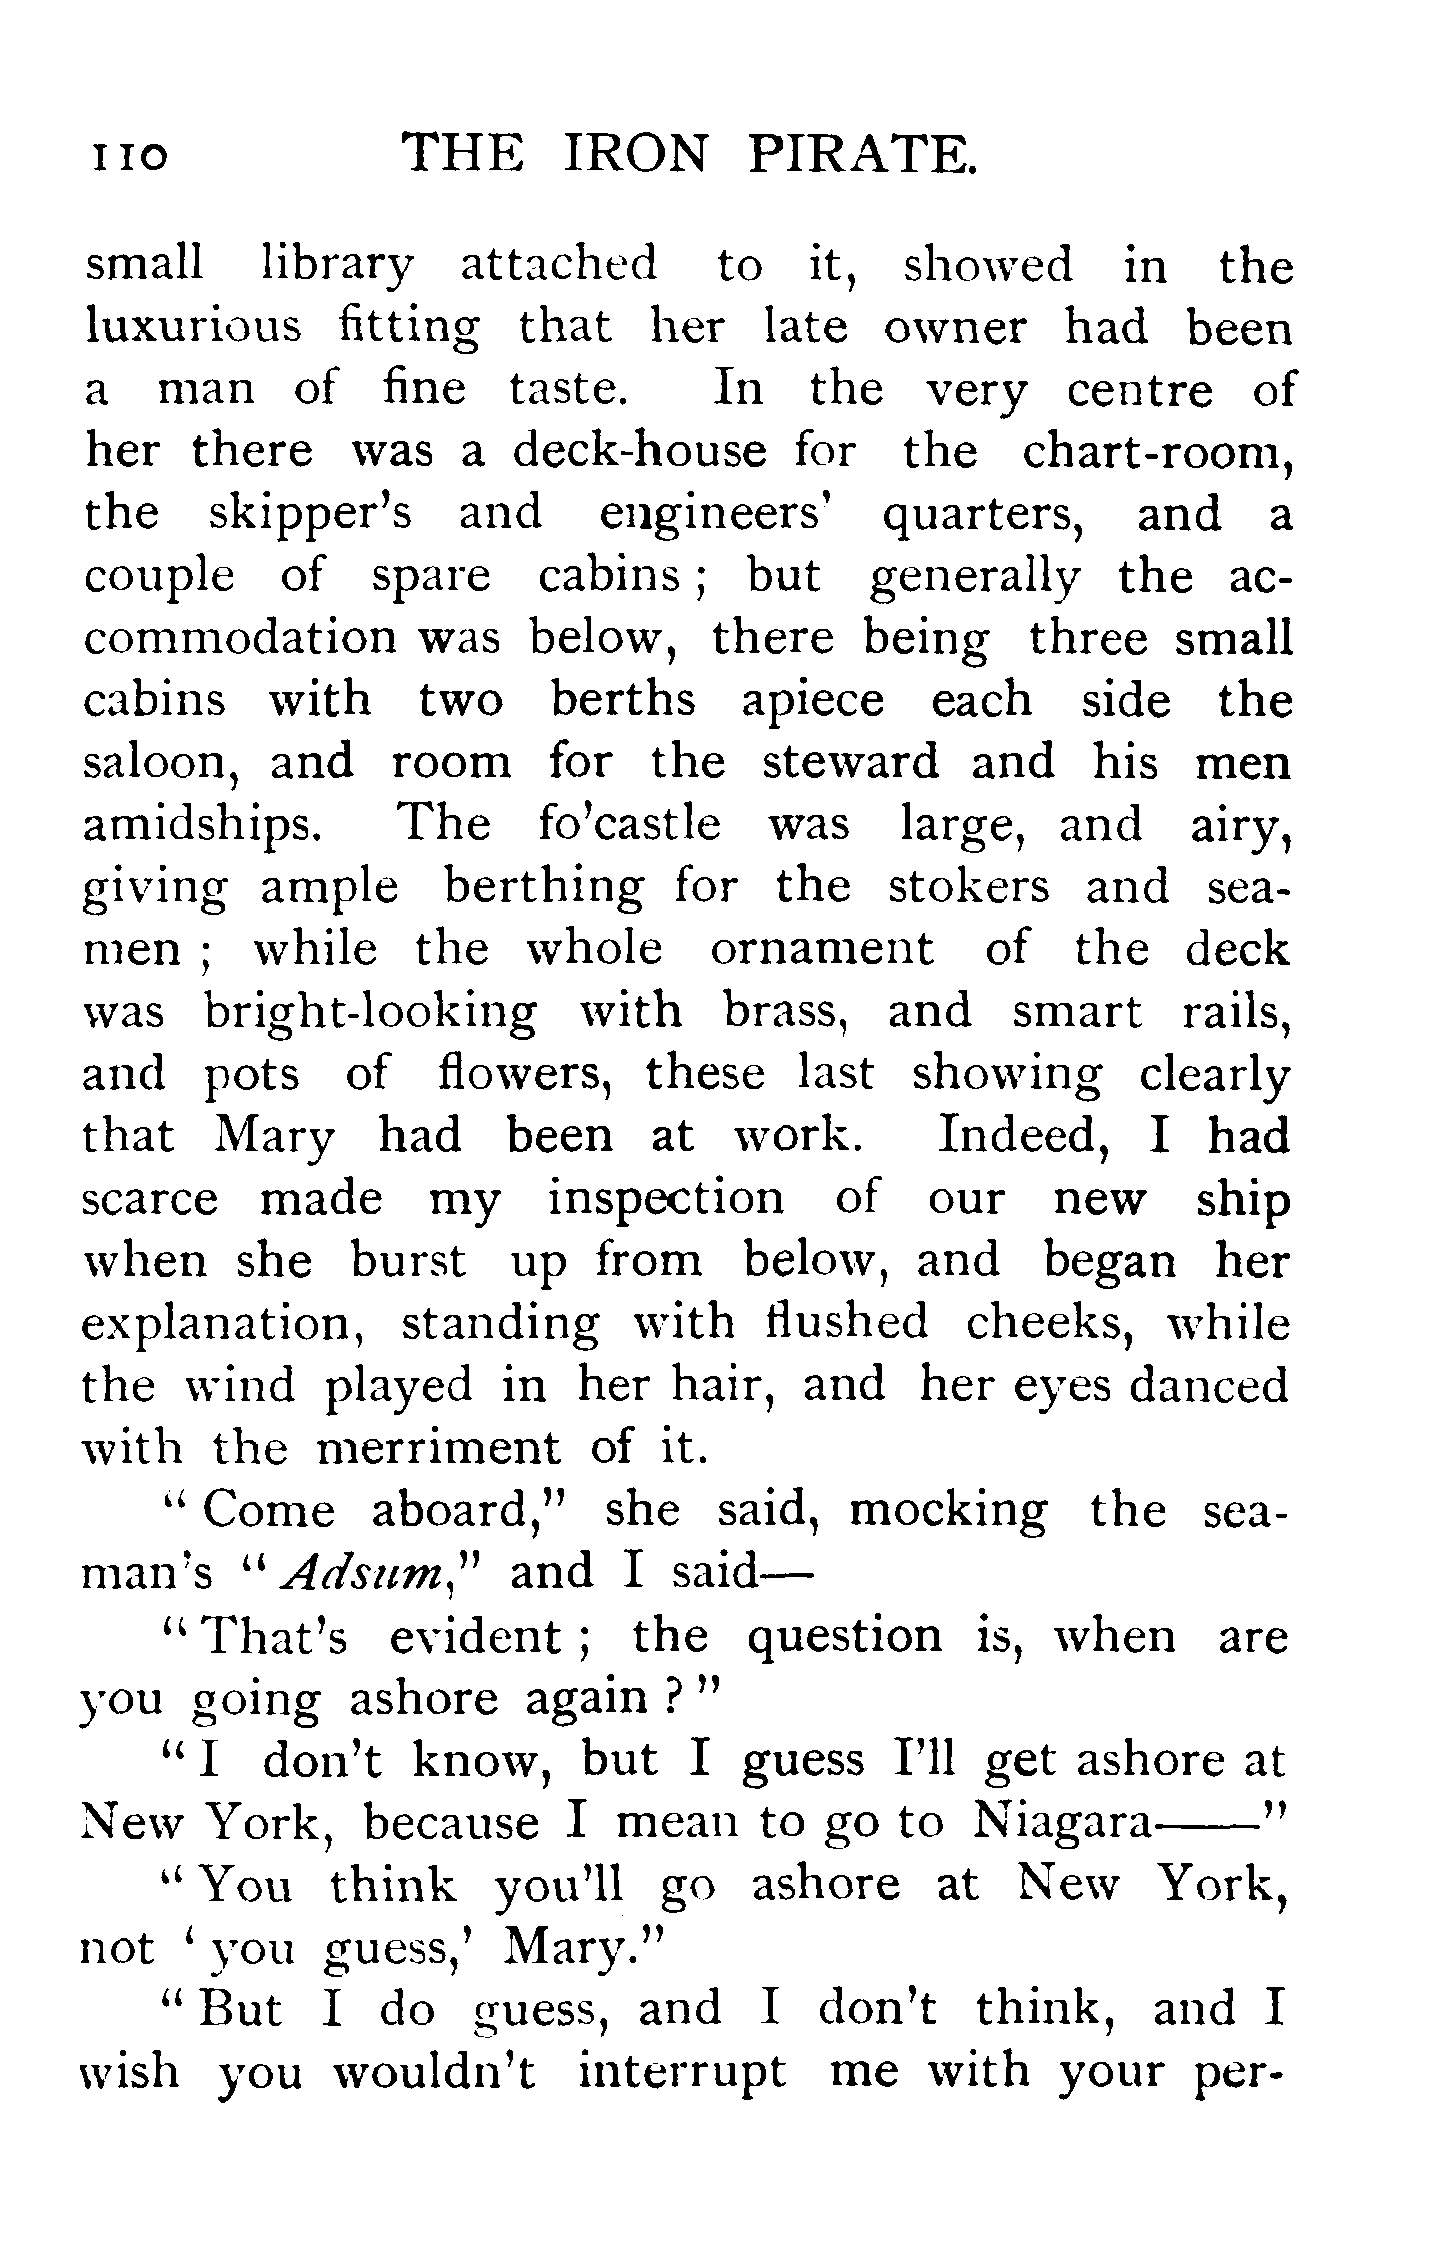 110 THE IRON PIRATE.
small library attached to it, showed in the
luxurious fitting that her late owner had been
a man of fine taste. In the very centre of
her there was a deck-house for the chart-room,
the skipper's and engineers' quarters, and a
couple of spare cabins ; but generally the ac-
commodation was below, there being three small
cabins with two berths apiece each side the
saloon, and room for the steward and his men
amidships. The fo'castle was large, and airy,
giving ample berthing for the stokers and sea-
men ; while the whole ornament of the deck
was bright-looking with brass, and smart rails,
and pots of flowers, these last showing clearly
that Mary had been at work. Indeed, I had
scarce made my inspection of our new ship
when she burst up from below, and began her
explanation, standing with flushed cheeks, while
the wind played in her hair, and her eyes danced
with the merriment of it.
“ Come aboard,” she said, mocking the sea-
man's “ Adsum,” and I said—
“ That's evident ; the question is, when are
you going ashore again ? ”
“ I don't know, but I guess I'll get ashore at
New York, because I mean to go to Niagara——”
“ You think you'll go ashore at New York,
not ‘ you guess,’ Mary.”
“ But I do guess, and I don't think, and I
wish you wouldn't interrupt me with your per-